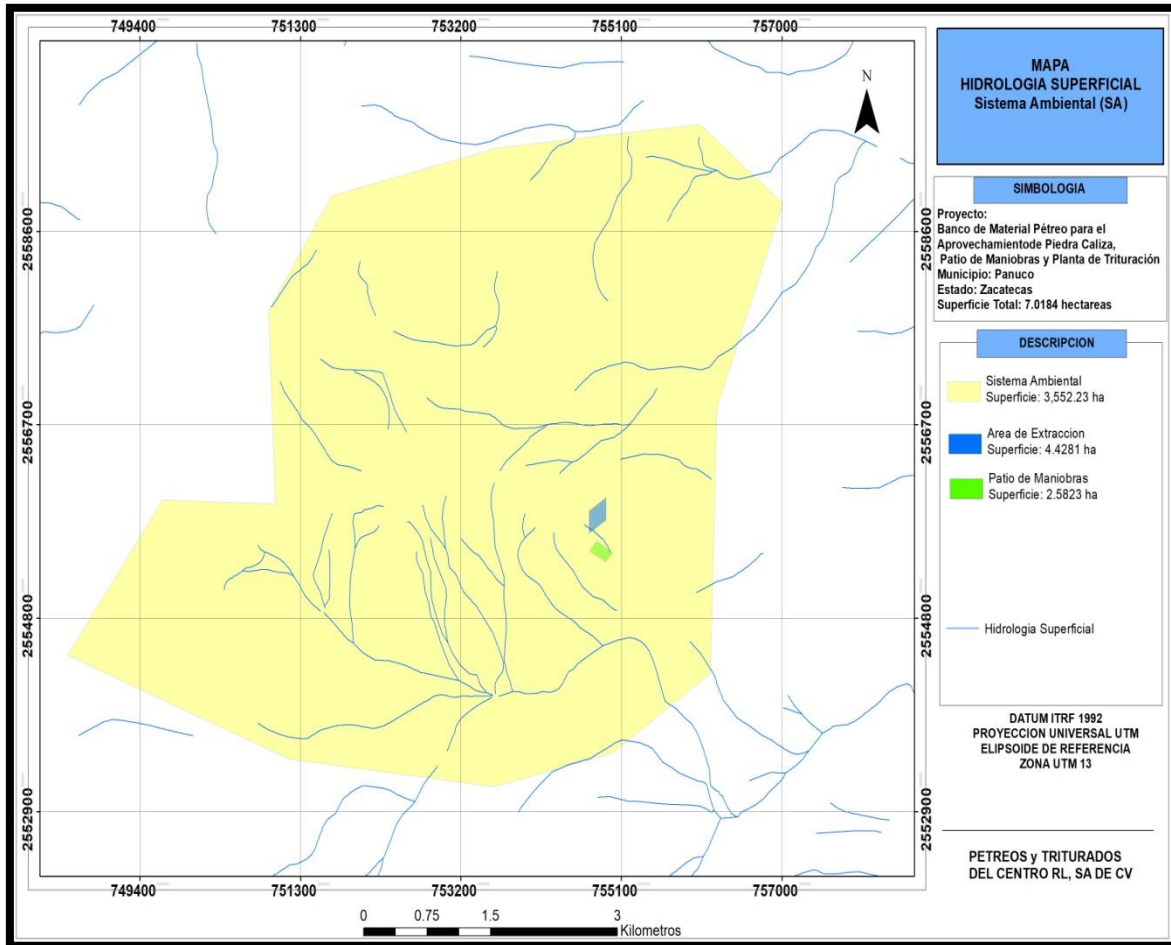 749400 751300 753200 755100 757000
2558600 2558600
2556700 2556700
2554800 2554800
2552900 2552900
749400 751300 753200 755100 757000
N
0 0.75 1.5 3
Kilometros
MAPA
HIDROLOGIA SUPERFICIAL
Sistema Ambiental (SA)
SIMBOLOGIA
Proyecto:
Banco de Material Pétreo para el
Aprovechamientode Piedra Caliza,
Patio de Maniobras y Planta de Trituración
Municipio: Panuco
Estado: Zacatecas
Superficie Total: 7.0184 hectareas
DESCRIPCION
Sistema Ambiental
Superficie: 3,552.23 ha
Area de Extraccion
Superficie: 4.4281 ha
Patio de Maniobras
Superficie: 2.5823 ha
Hidrologia Superficial
DATUM ITRF 1992
PROYECCION UNIVERSAL UTM
ELIPSOIDE DE REFERENCIA
ZONA UTM 13
PETREOS y TRITURADOS
DEL CENTRO RL, SA DE CV